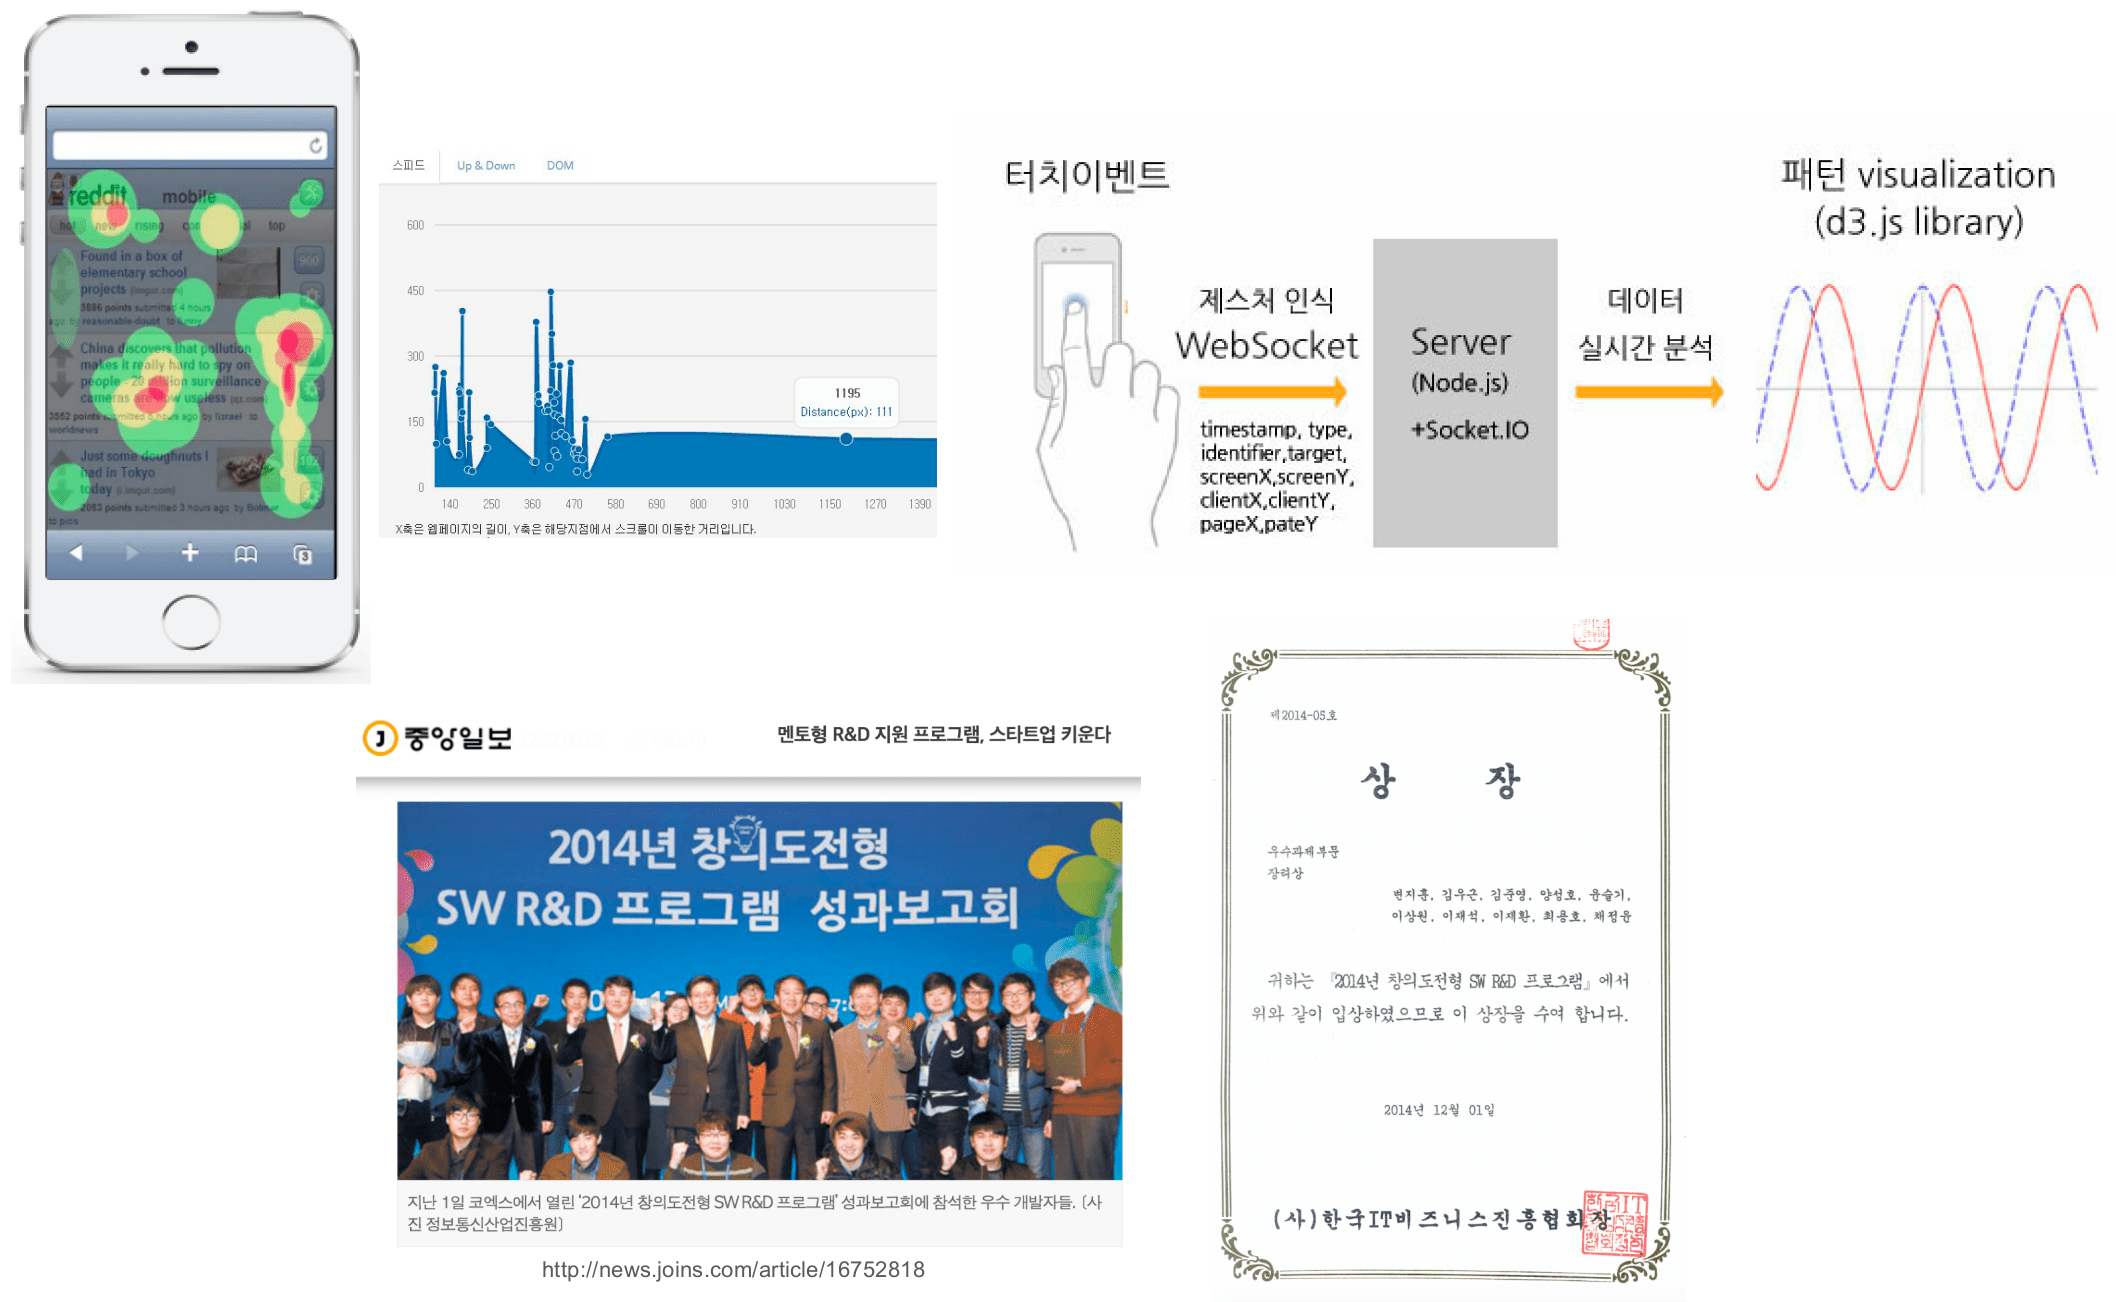 reddit mobile
hot new rising top
Found in a box of
elementary school
projects (imgur.com)
900
3886 points submitted 4 hours
ago by reasonable-doubt to funny
China discovers that pollution
makes it really hard to spy on
people - 20 million surveillance
cameras are now useless (qz.com)
3552 points submitted 6 hours ago by lizrael to
worldnews
Just some doughnuts I
had in Tokyo
today (i.imgur.com)
107
2083 points submitted 3 hours ago by
to pics
3
스피드 Up & Down DOM
600
450
300
150
0
1195
Distance(px): 111
140 250 360 470 580 690 800 910 1030 1150 1270 1390
X축은 웹페이지의 길이, Y축은 해당지점에서 스크롤이 이동한 거리입니다.
터치이벤트
제스처 인식
WebSocket
timestamp, type,
identifier,target,
screenX,screenY,
clientX,clientY,
pageX,pateY
Server
(Node.js)
+Socket.IO
데이터
실시간 분석
패턴 visualization
(d3.js library)
J 중앙일보
멘토형 R&D 지원 프로그램, 스타트업 키운다
2014년 창의도전형
SW R&D 프로그램 성과보고회
지난 1일 코엑스에서 열린 ‘2014년 창의도전형 SW R&D 프로그램’ 성과보고회에 참석한 우수 개발자들. [사
진 정보통신산업진흥원]
http://news.joins.com/article/16752818
제2014-05호
상 장
우수과제부문
장려상
변지훈, 김우근, 김준영, 양성호, 윤슬기,
이상원, 이재석, 이제환, 최용호, 채정윤
귀하는 『2014년 창의도전형 SW R&D 프로그램』에서
위와 같이 입상하였으므로 이 상장을 수여 합니다.
2014년 12월 01일
(사)한국IT비즈니스진흥협회장